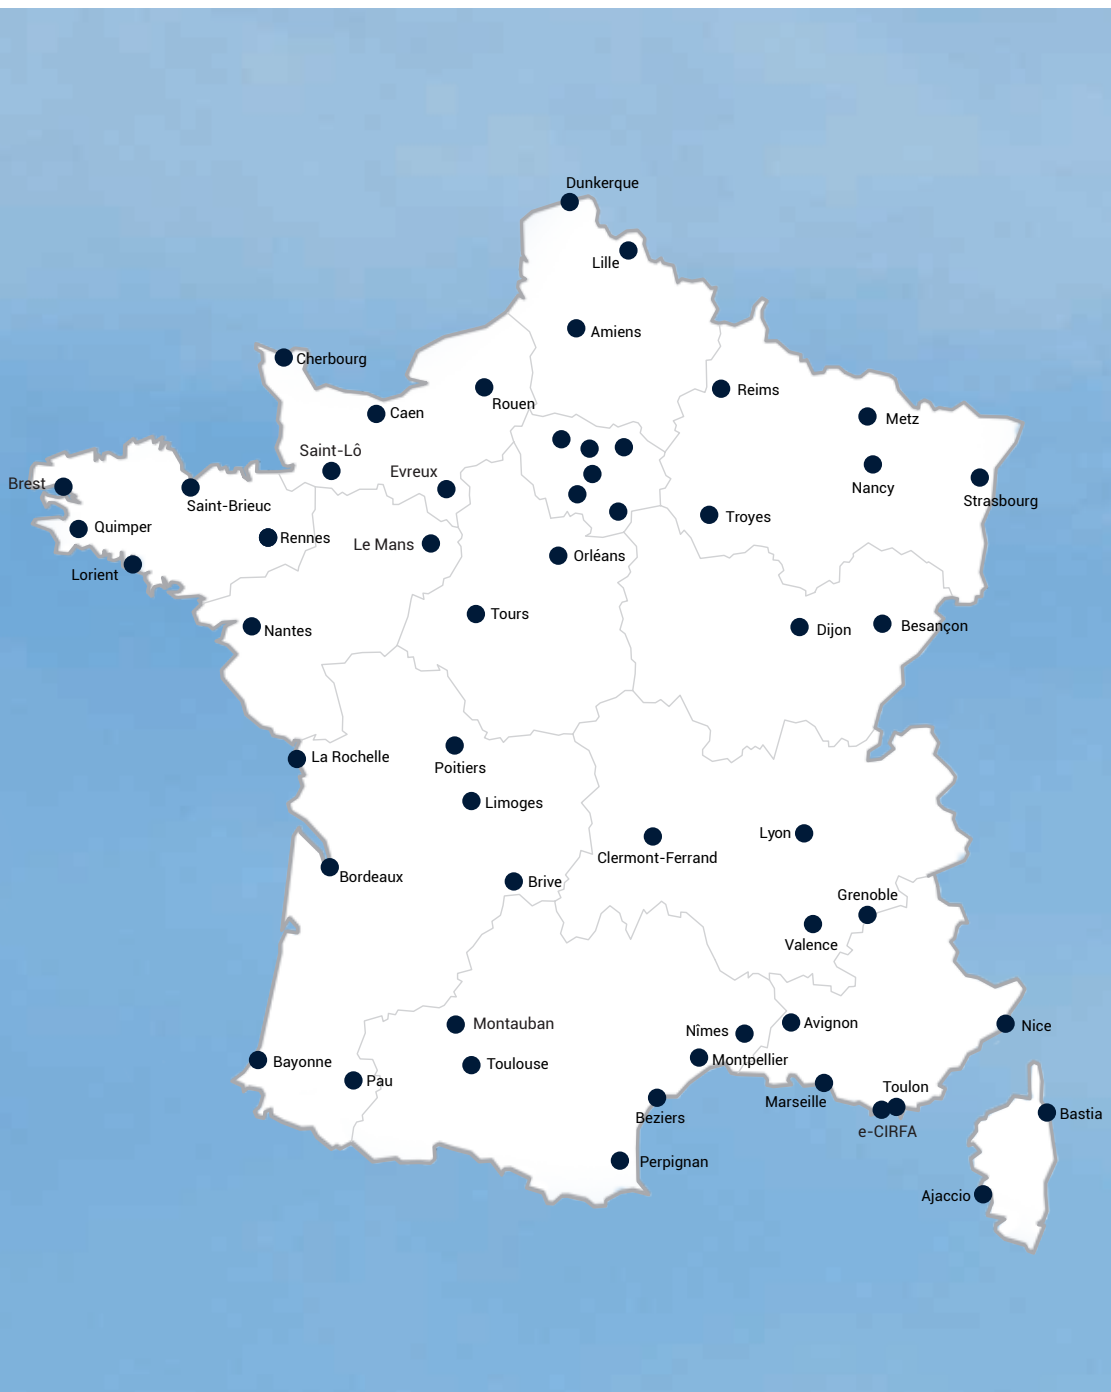 Dunkerque
Lille
Amiens
Cherbourg
Reims
Rouen
Caen
Metz
Saint-Lô
Evreux
Brest
Nancy
Strasbourg
Saint-Brieuc
Troyes
Quimper
Rennes
Le Mans
Orléans
Lorient
Tours
Besançon
Dijon
Nantes
La Rochelle
Poitiers
Limoges
Lyon
Clermont-Ferrand
Bordeaux
Brive
Grenoble
Valence
Montauban
Avignon
Nice
Nîmes
Montpellier
Bayonne
Toulouse
Pau
Toulon
Marseille
Bastia
Beziers
e-CIRFA
Perpignan
Ajaccio